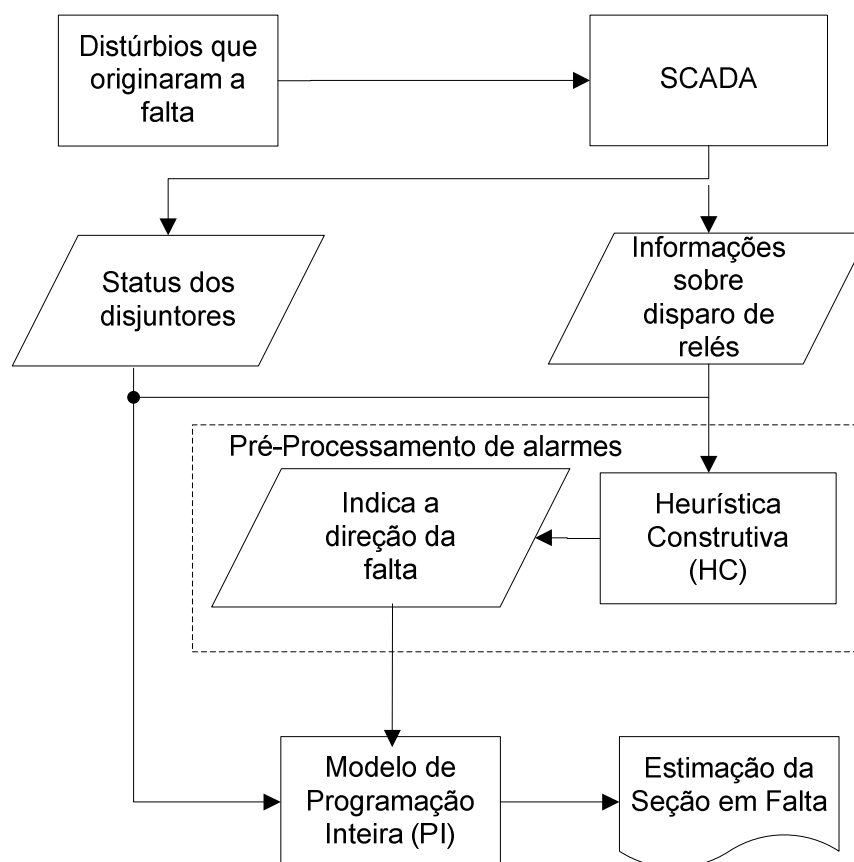 Distúrbios que
originaram a
falta
SCADA
Status dos
disjuntores
Informações
sobre
disparo de
relés
Pré-Processamento de alarmes
Indica a
direção da
falta
Heurística
Construtiva
(HC)
Modelo de
Programação
Inteira (PI)
Estimação da
Seção em Falta